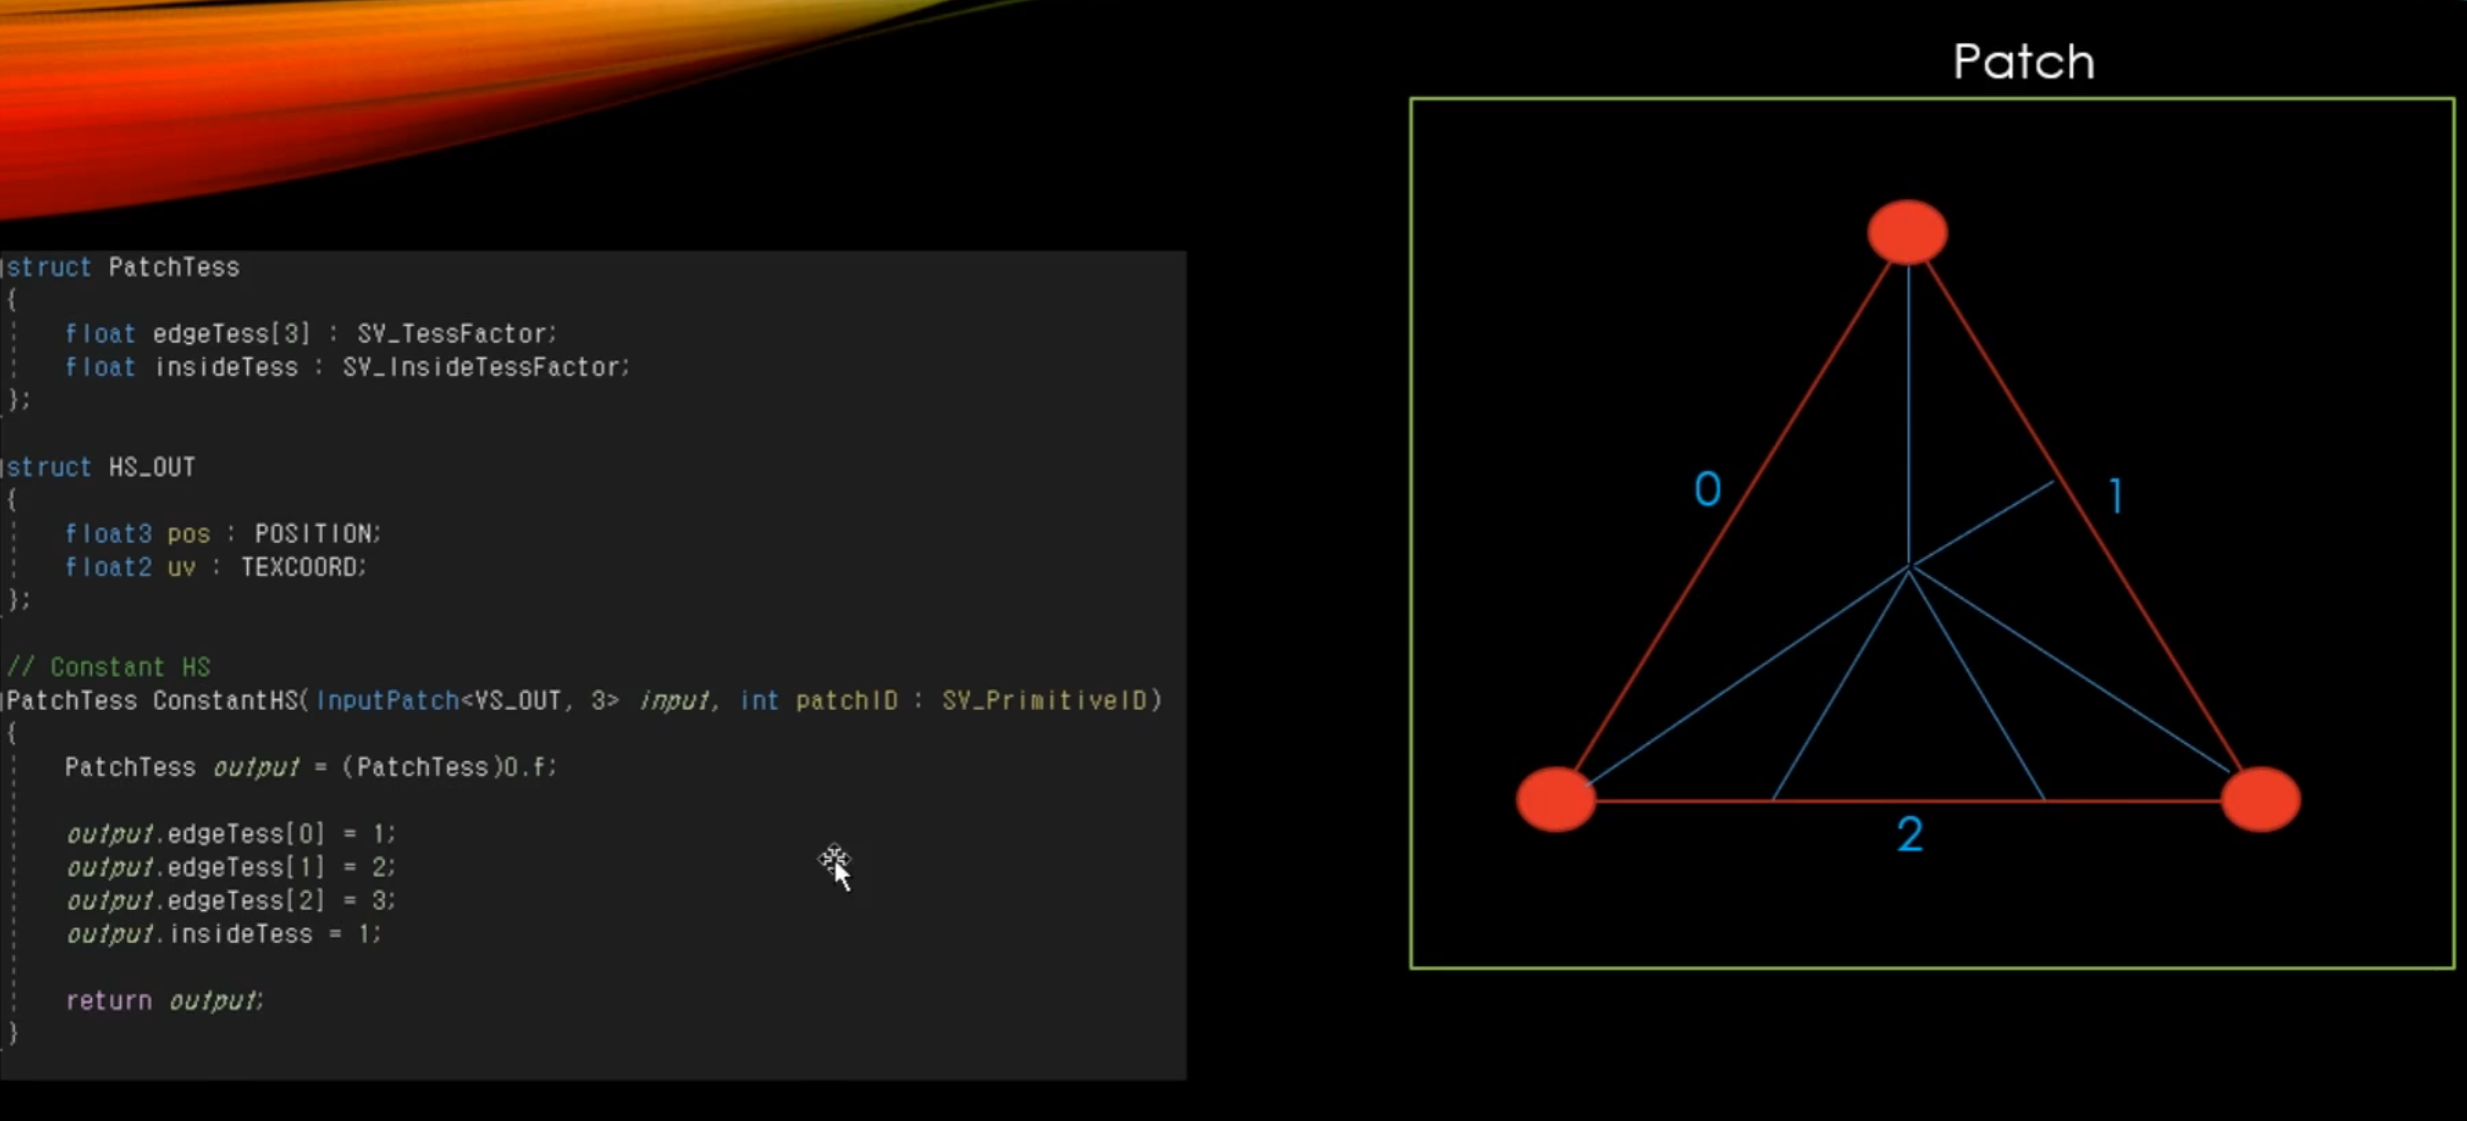 struct PatchTess
{
    float edgeTess[3] : SV_TessFactor;
    float insideTess : SV_InsideTessFactor;
};
struct HS_OUT
{
    float3 pos : POSITION;
    float2 uv : TEXCOORD;
};
// Constant HS
PatchTess ConstantHS(InputPatch<VS_OUT, 3> input, int patchID : SV_PrimitiveID)
{
    PatchTess output = (PatchTess)0.f;
    output.edgeTess[0] = 1;
    output.edgeTess[1] = 2;
    output.edgeTess[2] = 3;
    output.insideTess = 1;
    return output;
}
Patch
0
1
2